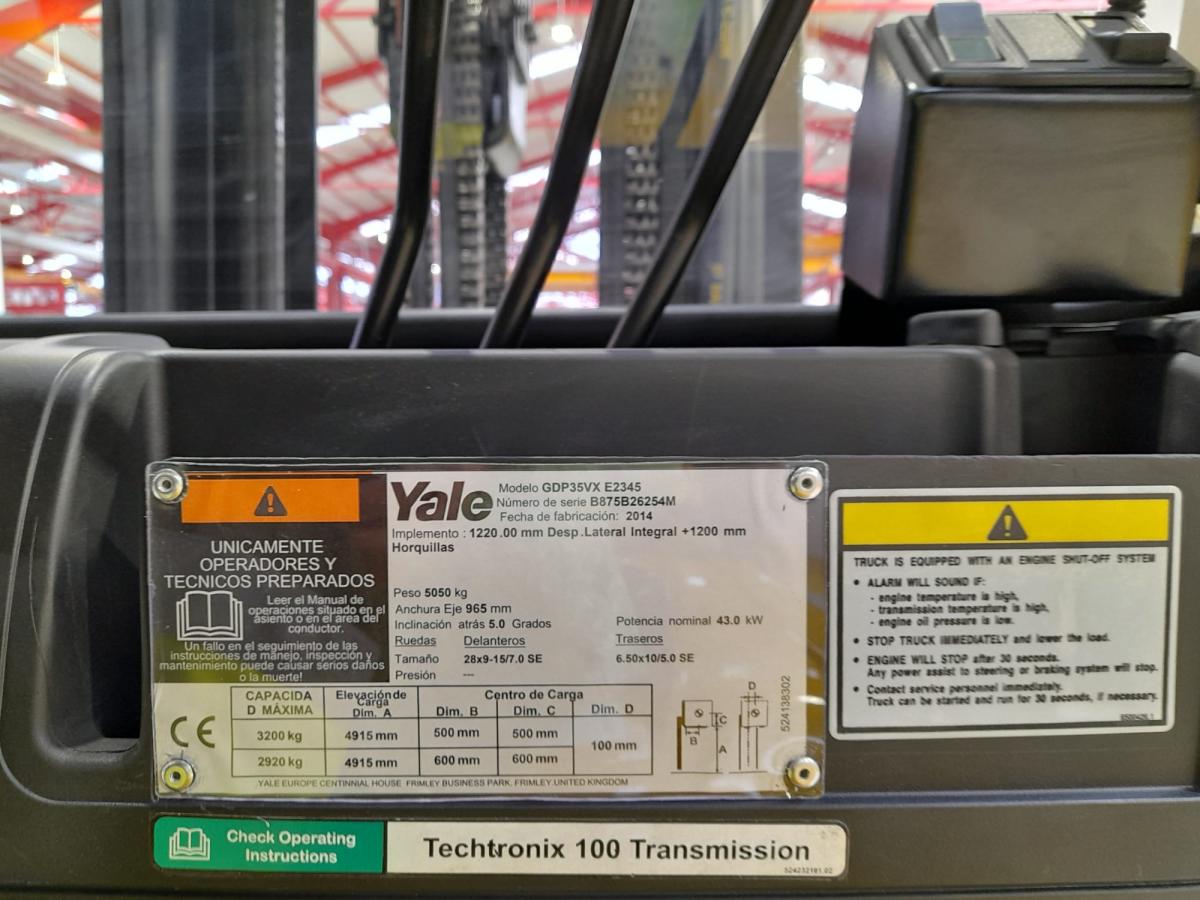 UNICAMENTE
OPERADORES Y
TECNICOS PREPARADOS
Leer el Manual de
operaciones situado en el
asiento o en el area del
conductor.
Un fallo en el seguimiento de las
instrucciones de manejo, inspección y
mantenimiento puede causar serios daños
o la muerte!
Yale
Modelo GDP35VX E2345
Número de serie B875B26254M
Fecha de fabricación: 2014
Implemento : 1220.00 mm Desp.Lateral Integral +1200 mm
Horquillas
Peso 5050 kg
Anchura Eje 965 mm
Inclinación atrás 5.0 Grados
Potencia nominal 43.0 kW
Ruedas Delanteros Traseros
Tamaño 28x9-15/7.0 SE 6.50x10/5.0 SE
Presión ---
CE
CAPACIDA
D MÁXIMA
Elevación de
Carga
Dim. A
Centro de Carga
Dim. B Dim. C Dim. D
3200 kg 4915 mm 500 mm 500 mm
100 mm
2920 kg 4915 mm 600 mm 600 mm
D
C
B
A
524138302
YALE EUROPE CENTINNIAL HOUSE FRIMLEY BUSINESS PARK. FRIMLEY.UNITED KINGDOM
TRUCK IS EQUIPPED WITH AN ENGINE SHUT-OFF SYSTEM
• ALARM WILL SOUND IF:
- engine temperature is high,
- transmission temperature is high,
- engine oil pressure is low.
• STOP TRUCK IMMEDIATELY and lower the load.
• ENGINE WILL STOP after 30 seconds.
Any power assist to steering or braking system will stop.
• Contact service personnel immediately.
Truck can be started and run for 30 seconds, if necessary.
Check Operating
Instructions
Techtronix 100 Transmission